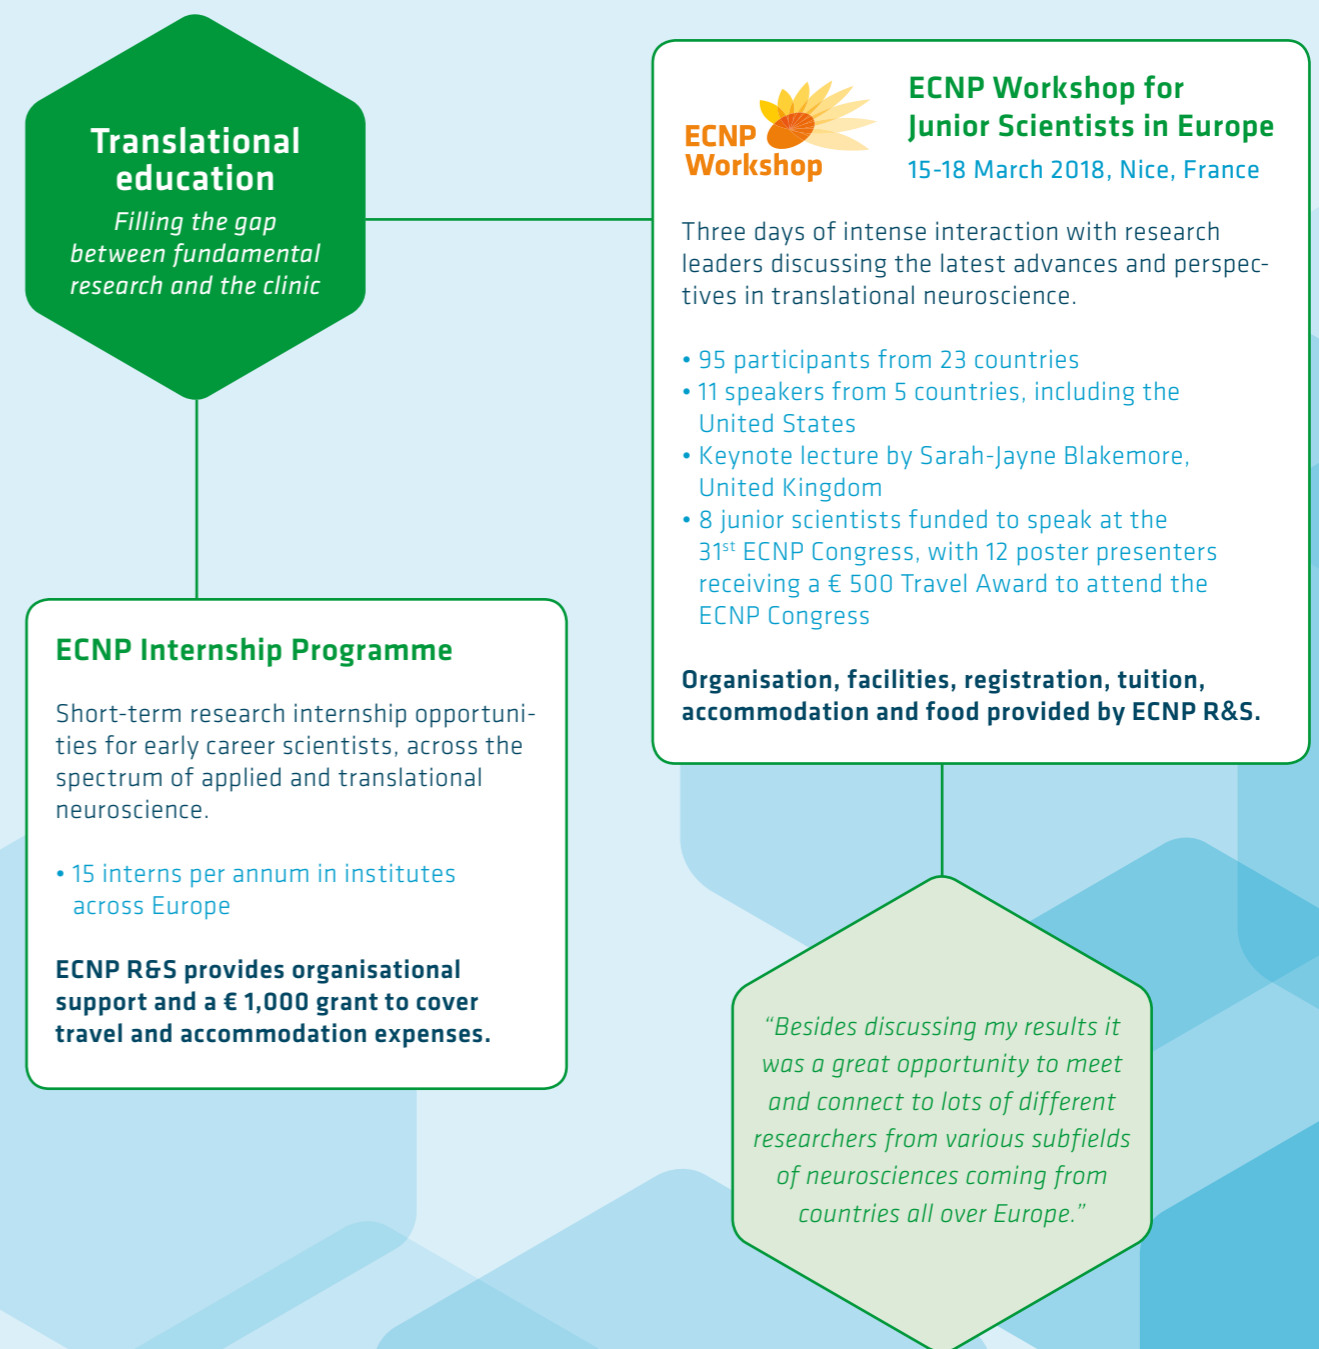 Translational
education
Filling the gap
between fundamental
research and the clinic
ECNP
Workshop
ECNP Workshop for
Junior Scientists in Europe
15-18 March 2018, Nice, France
Three days of intense interaction with research
leaders discussing the latest advances and perspec-
tives in translational neuroscience.
• 95 participants from 23 countries
• 11 speakers from 5 countries, including the
United States
• Keynote lecture by Sarah-Jayne Blakemore,
United Kingdom
• 8 junior scientists funded to speak at the
31st ECNP Congress, with 12 poster presenters
receiving a € 500 Travel Award to attend the
ECNP Congress
Organisation, facilities, registration, tuition,
accommodation and food provided by ECNP R&S.
ECNP Internship Programme
Short-term research internship opportuni-
ties for early career scientists, across the
spectrum of applied and translational
neuroscience.
• 15 interns per annum in institutes
across Europe
ECNP R&S provides organisational
support and a € 1,000 grant to cover
travel and accommodation expenses.
“Besides discussing my results it
was a great opportunity to meet
and connect to lots of different
researchers from various subfields
of neurosciences coming from
countries all over Europe.”